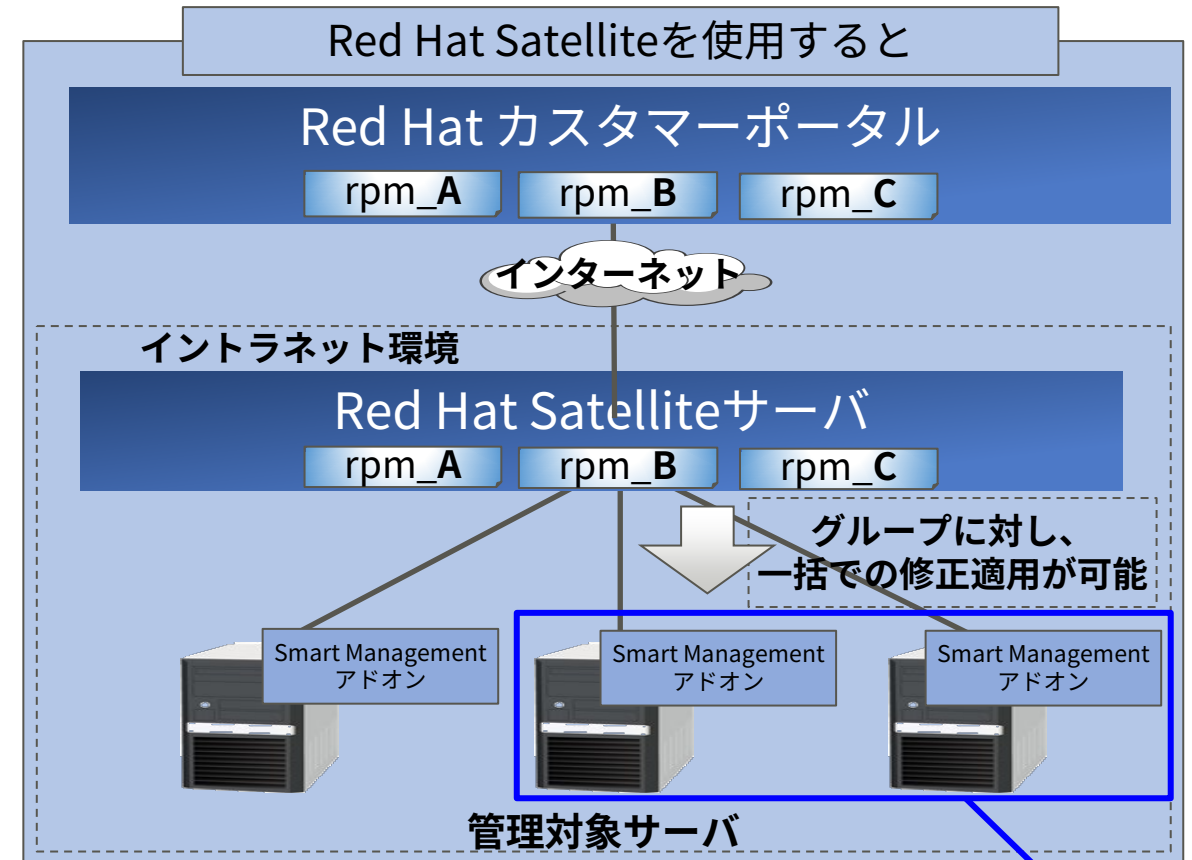 Red Hat Satelliteを使用すると
Red Hat カスタマーポータル
rpm_A
rpm_B
rpm_C
インターネット
イントラネット環境
Red Hat Satelliteサーバ
rpm_A
rpm_B
rpm_C
グループに対し、
一括での修正適用が可能
Smart Management
アドオン
Smart Management
アドオン
Smart Management
アドオン
管理対象サーバ